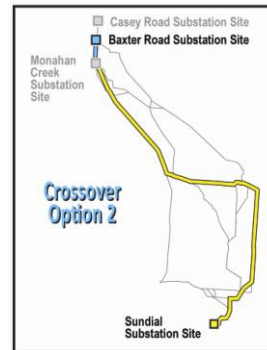 Casey Road Substation Site
Baxter Road Substation Site
Monahan
Creek
Substation
Site
Crossover
Option 2
Sundial
Substation Site